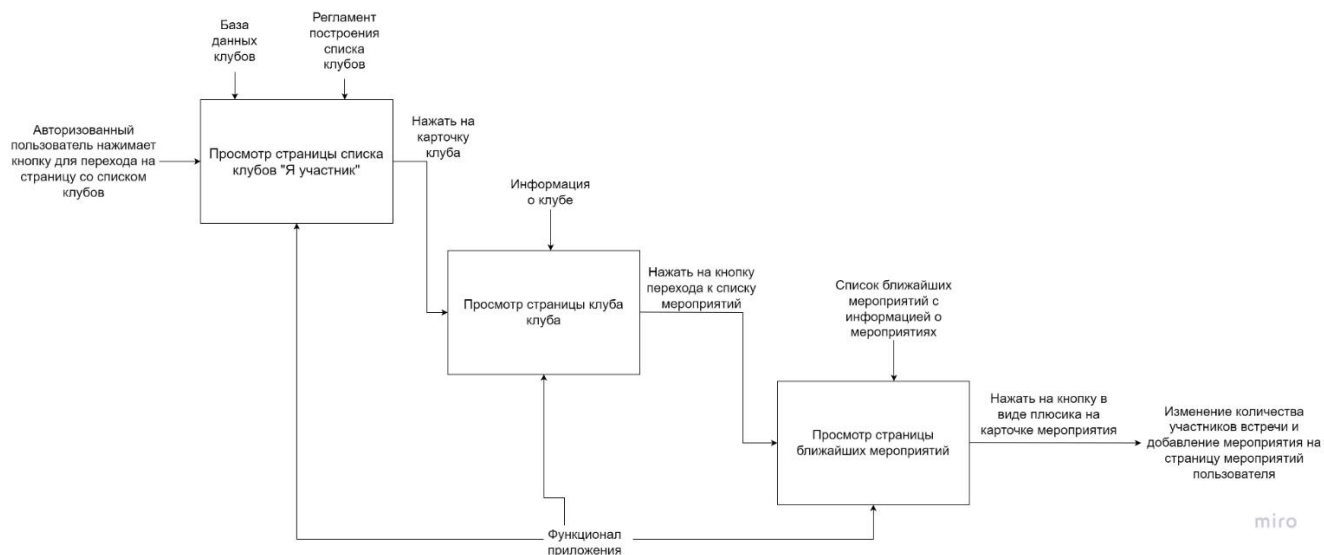 База
данных
клубов
Регламент
построения
списка
клубов
Авторизованный
пользователь нажимает
кнопку для перехода на
страницу со списком
клубов
Просмотр страницы списка
клубов "Я участник"
Нажать на
карточку
клуба
Информация
о клубе
Просмотр страницы клуба
клуба
Нажать на кнопку
перехода к списку
мероприятий
Список ближайших
мероприятий с
информацией о
мероприятиях
Просмотр страницы
ближайших мероприятий
Нажать на кнопку в
виде плюсика на
карточке мероприятия
Изменение количества
участников встречи и
добавление мероприятия на
страницу мероприятий
пользователя
Функционал
приложения
miro